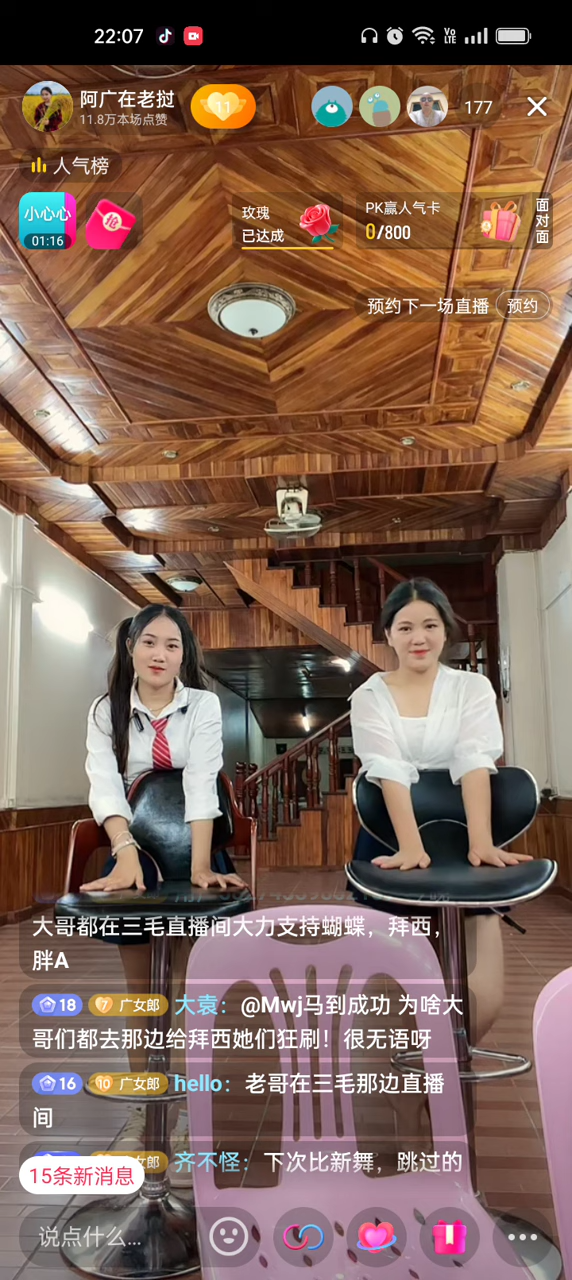 22:07
VoLTE
阿广在老挝
11.8万本场点赞
11
177
人气榜
小心心
01:16
玫瑰
已达成
PK赢人气卡
0/800
面对面
预约下一场直播 预约
大哥都在三毛直播间大力支持蝴蝶，拜西，
胖A
18 7 广女郎 大袁：@Mwj马到成功 为啥大
哥们都去那边给拜西她们狂刷！很无语呀
16 10 广女郎 hello：老哥在三毛那边直播
间
女郎 齐不怪：下次比新舞，跳过的
15条新消息
说点什么...